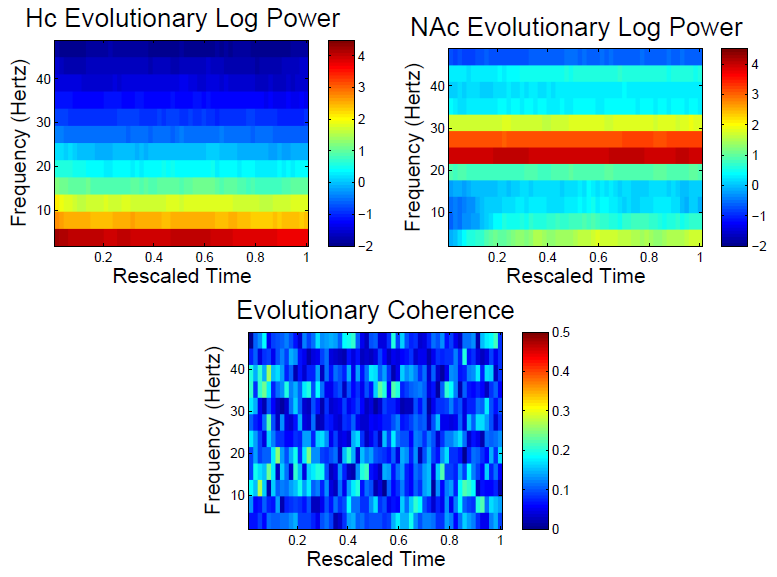 Hc Evolutionary Log Power
NAc Evolutionary Log Power
Frequency (Hertz)
40
30
20
10
0.2 0.4 0.6 0.8 1
Rescaled Time
4
3
2
1
0
−1
−2
Frequency (Hertz)
40
30
20
10
0.2 0.4 0.6 0.8 1
Rescaled Time
4
3
2
1
0
−1
−2
Evolutionary Coherence
Frequency (Hertz)
40
30
20
10
0.2 0.4 0.6 0.8 1
Rescaled Time
0.5
0.4
0.3
0.2
0.1
0